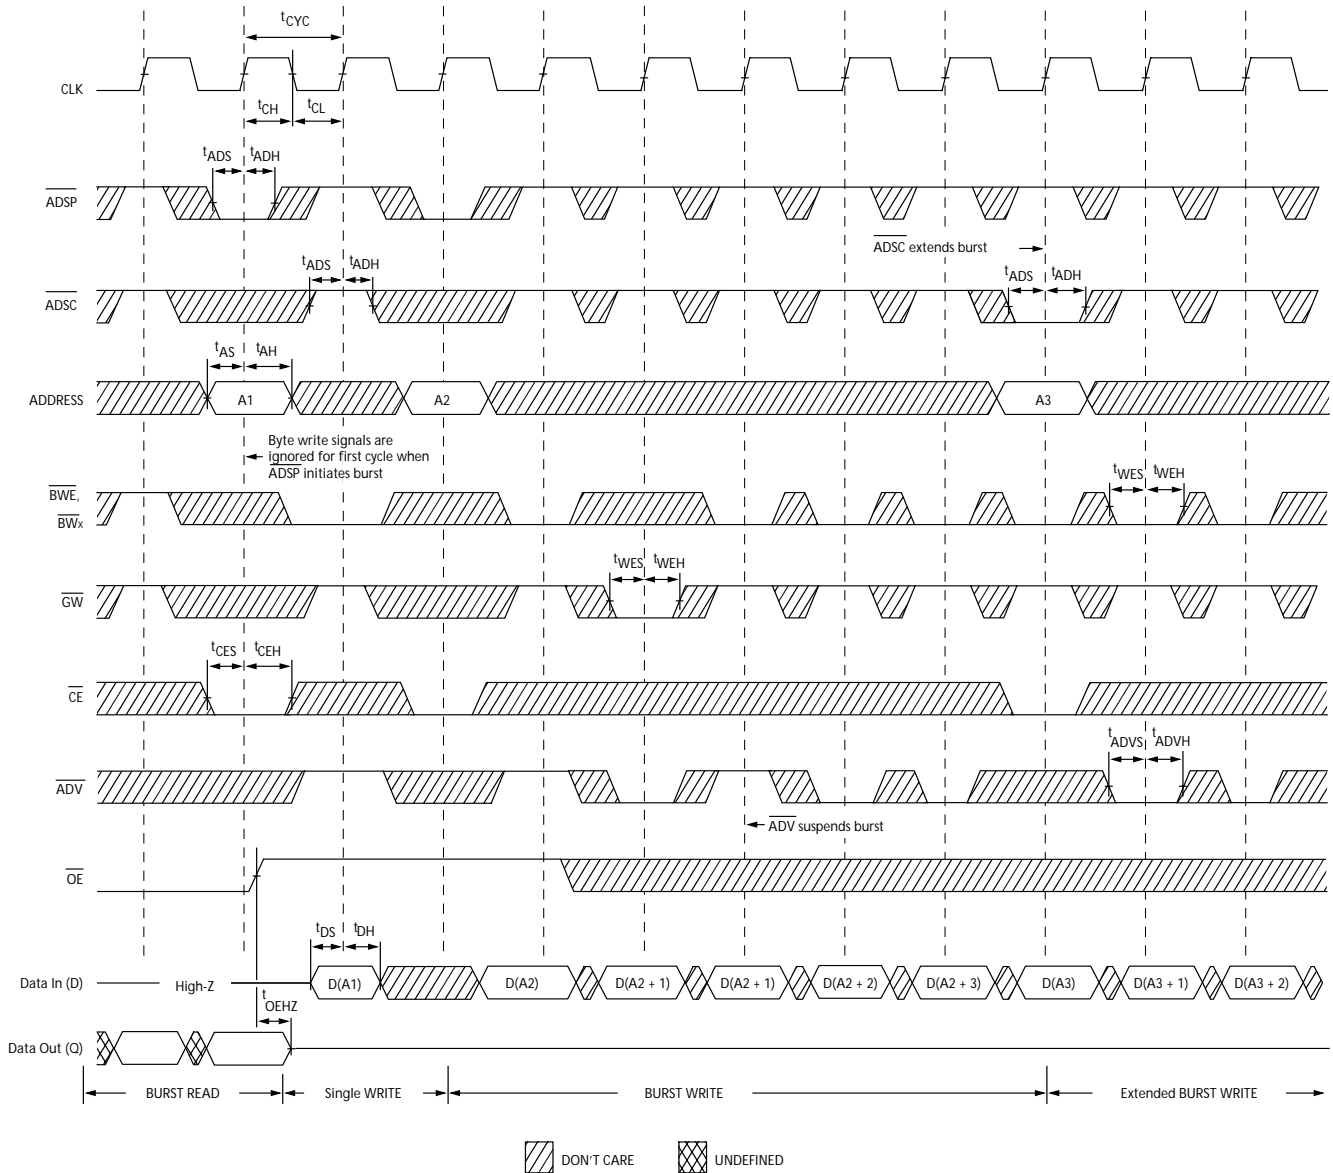 tCYC
CLK
tCH tCL
tADS tADH
ADSP
ADSC extends burst
tADS tADH tADS tADH
ADSC
tAS tAH
ADDRESS A1 A2 A3
Byte write signals are
ignored for first cycle when
ADSP initiates burst
BWE,
BWx
tWES tWEH
tWES tWEH
GW
tCES tCEH
CE
tADVS tADVH
ADV
ADV suspends burst
OE
tDS tDH
Data In (D) High-Z D(A1) D(A2) D(A2 + 1) D(A2 + 1) D(A2 + 2) D(A2 + 3) D(A3) D(A3 + 1) D(A3 + 2)
tOEHZ
Data Out (Q)
BURST READ Single WRITE BURST WRITE Extended BURST WRITE
DON'T CARE UNDEFINED